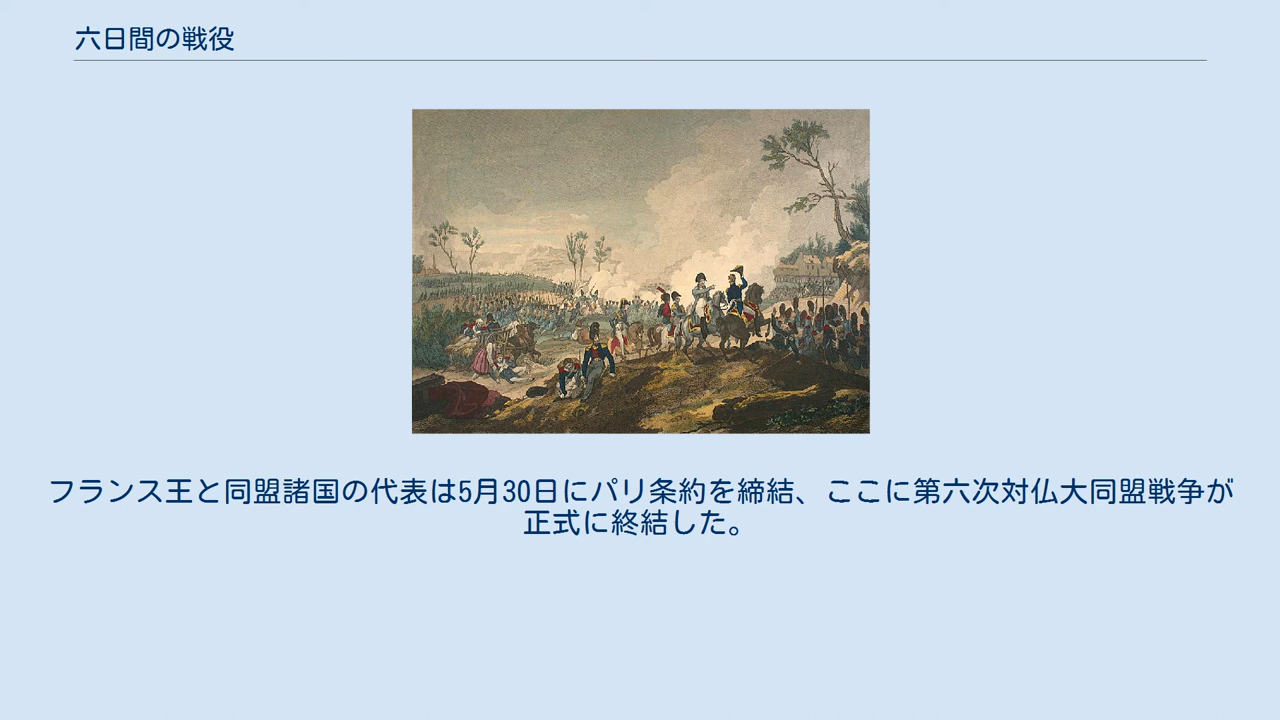 六日間の戦役
フランス王と同盟諸国の代表は5月30日にパリ条約を締結、ここに第六次対仏大同盟戦争が
正式に終結した。